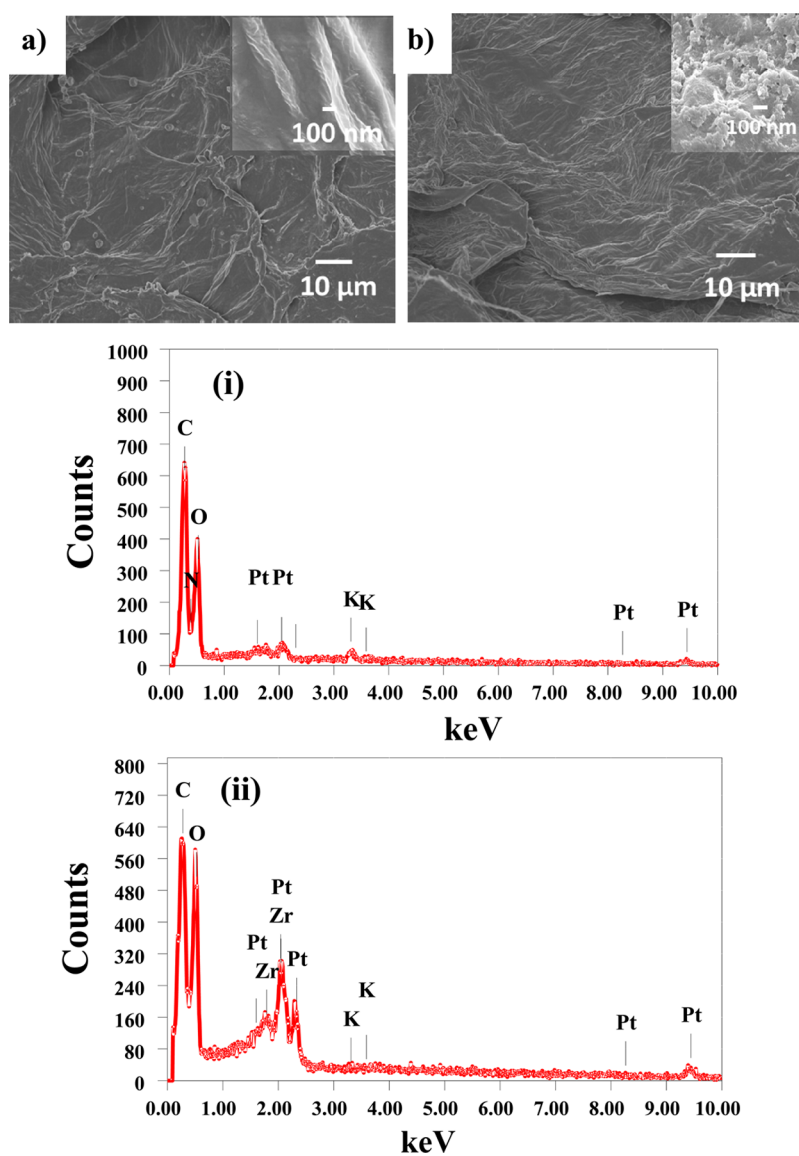 a)
100 nm
10 µm
b)
100 nm
10 µm
(i)
Counts
1000
900
800
700
600
500
400
300
200
100
0
C
O
N
Pt Pt
K K
Pt
Pt
0.00 1.00 2.00 3.00 4.00 5.00 6.00 7.00 8.00 9.00 10.00
keV
(ii)
Counts
800
720
640
560
480
400
320
240
160
80
0
C
O
Pt
Zr
Pt
Zr
Pt
K
K
Pt
Pt
0.00 1.00 2.00 3.00 4.00 5.00 6.00 7.00 8.00 9.00 10.00
keV